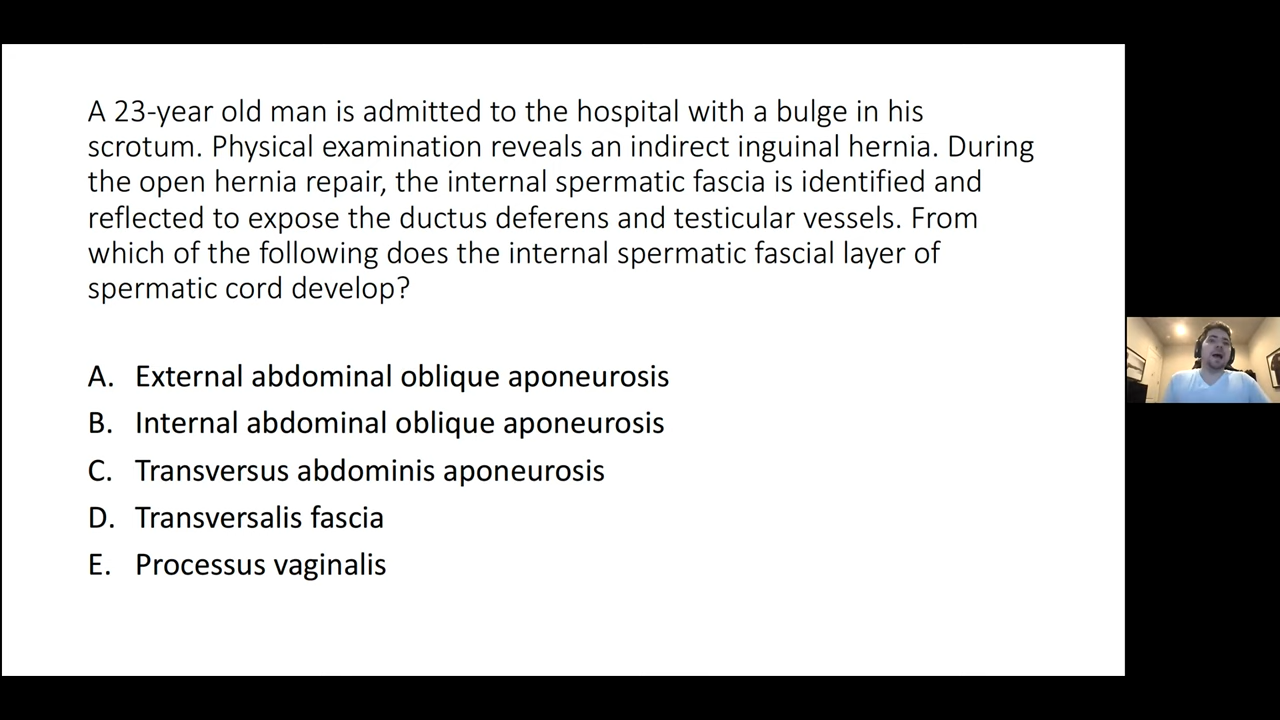 A 23-year old man is admitted to the hospital with a bulge in his
scrotum. Physical examination reveals an indirect inguinal hernia. During
the open hernia repair, the internal spermatic fascia is identified and
reflected to expose the ductus deferens and testicular vessels. From
which of the following does the internal spermatic fascial layer of
spermatic cord develop?
A. External abdominal oblique aponeurosis
B. Internal abdominal oblique aponeurosis
C. Transversus abdominis aponeurosis
D. Transversalis fascia
E. Processus vaginalis